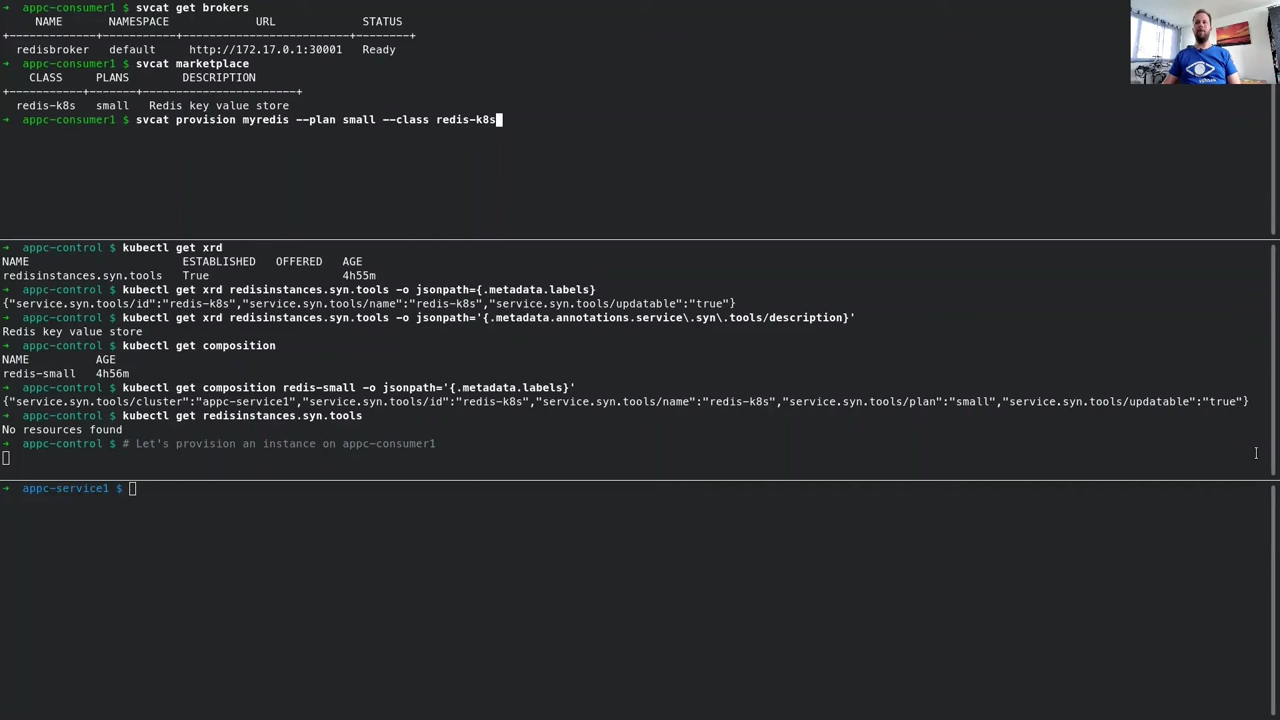 ➜ appc-consumer1 $ svcat get brokers
NAME NAMESPACE URL STATUS
+-------------+-----------+-------------------------+--------+
redisbroker default http://172.17.0.1:30001 Ready
➜ appc-consumer1 $ svcat marketplace
CLASS PLANS DESCRIPTION
+-----------+-------+-----------------------+
redis-k8s small Redis key value store
➜ appc-consumer1 $ svcat provision myredis --plan small --class redis-k8s
➜ appc-control $ kubectl get xrd
NAME ESTABLISHED OFFERED AGE
redisinstances.syn.tools True 4h55m
➜ appc-control $ kubectl get xrd redisinstances.syn.tools -o jsonpath={.metadata.labels}
{"service.syn.tools/id":"redis-k8s","service.syn.tools/name":"redis-k8s","service.syn.tools/updatable":"true"}
➜ appc-control $ kubectl get xrd redisinstances.syn.tools -o jsonpath='{.metadata.annotations.service\.syn\.tools/description}'
Redis key value store
➜ appc-control $ kubectl get composition
NAME AGE
redis-small 4h56m
➜ appc-control $ kubectl get composition redis-small -o jsonpath='{.metadata.labels}'
{"service.syn.tools/cluster":"appc-service1","service.syn.tools/id":"redis-k8s","service.syn.tools/name":"redis-k8s","service.syn.tools/plan":"small","service.syn.tools/updatable":"true"}
➜ appc-control $ kubectl get redisinstances.syn.tools
No resources found
➜ appc-control $ # Let's provision an instance on appc-consumer1
➜ appc-service1 $